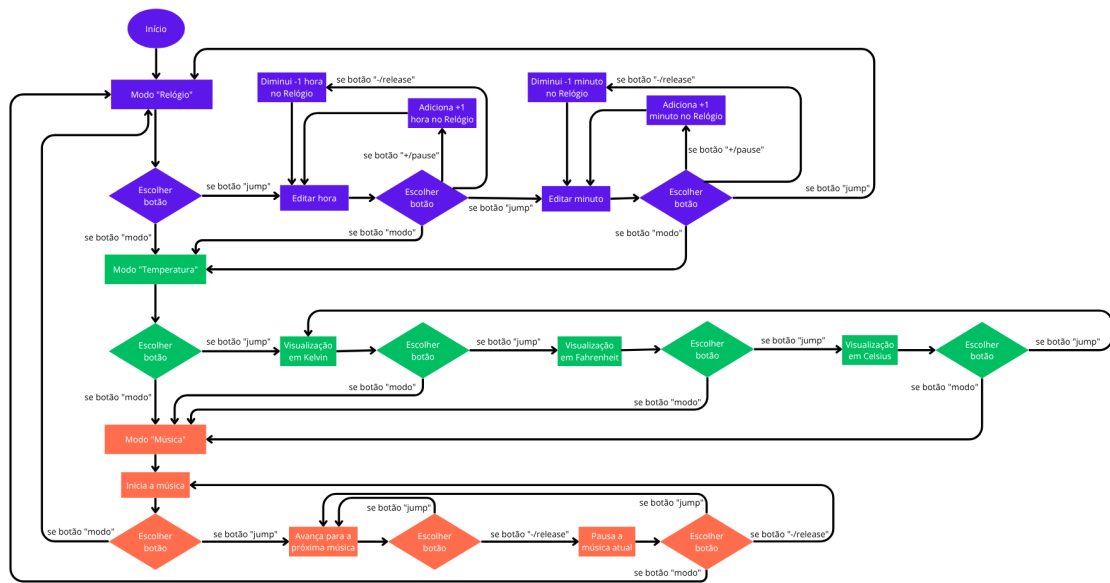 Início
Modo "Relógio"
Diminui -1 hora
no Relógio
se botão "-/release"
Adiciona +1
hora no Relógio
se botão "+/pause"
Diminui -1 minuto
no Relógio
se botão "-/release"
Adiciona +1
minuto no Relógio
se botão "+/pause"
Escolher
botão
se botão "jump"
Editar hora
Escolher
botão
se botão "jump"
Editar minuto
Escolher
botão
se botão "jump"
se botão "modo"
se botão "modo"
se botão "modo"
Modo "Temperatura"
Escolher
botão
se botão "jump"
Visualização
em Kelvin
Escolher
botão
se botão "jump"
Visualização
em Fahrenheit
Escolher
botão
se botão "jump"
Visualização
em Celsius
Escolher
botão
se botão "jump"
se botão "modo"
se botão "modo"
se botão "modo"
se botão "modo"
Modo "Música"
Inicia a música
se botão "modo"
Escolher
botão
se botão "jump"
Avança para a
próxima música
se botão "jump"
Escolher
botão
se botão "-/release"
Pausa a
música atual
se botão "jump"
Escolher
botão
se botão "-/release"
se botão "modo"